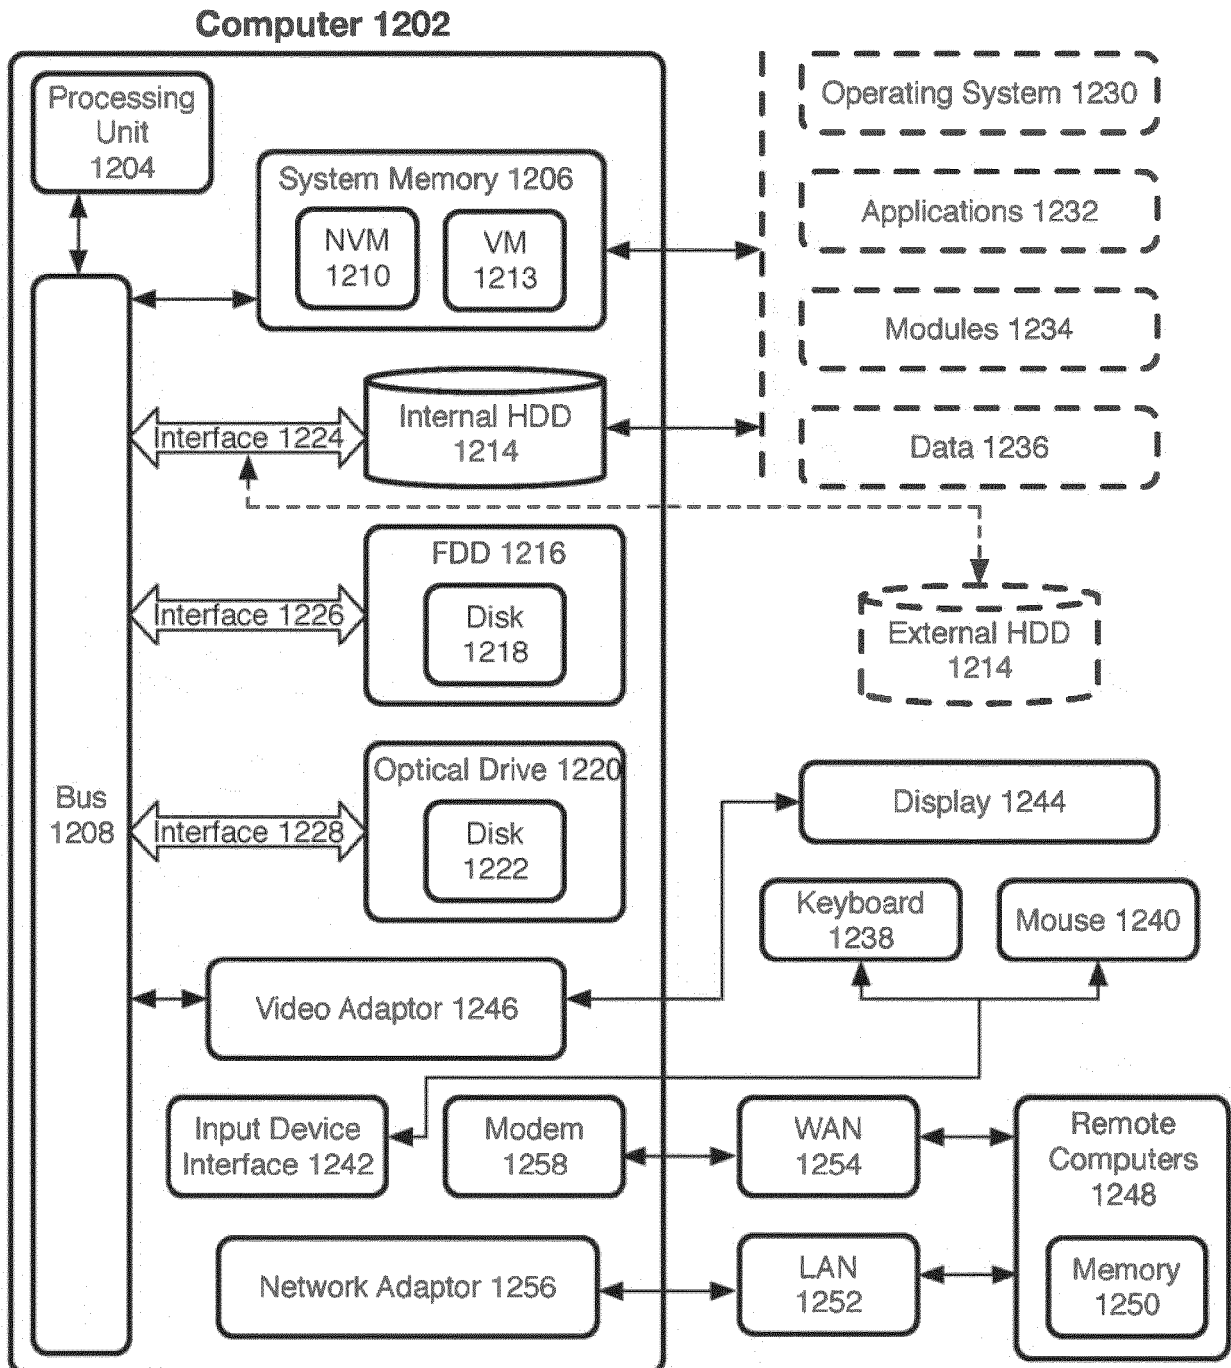 Computer 1202
Processing
Unit
1204
System Memory 1206
NVM
1210
VM
1213
Operating System 1230
Applications 1232
Modules 1234
Data 1236
Interface 1224
Internal HDD
1214
External HDD
1214
FDD 1216
Interface 1226
Disk
1218
Optical Drive 1220
Bus
1208
Interface 1228
Disk
1222
Display 1244
Keyboard
1238
Mouse 1240
Video Adaptor 1246
Input Device
Interface 1242
Modem
1258
WAN
1254
Remote
Computers
1248
Network Adaptor 1256
LAN
1252
Memory
1250